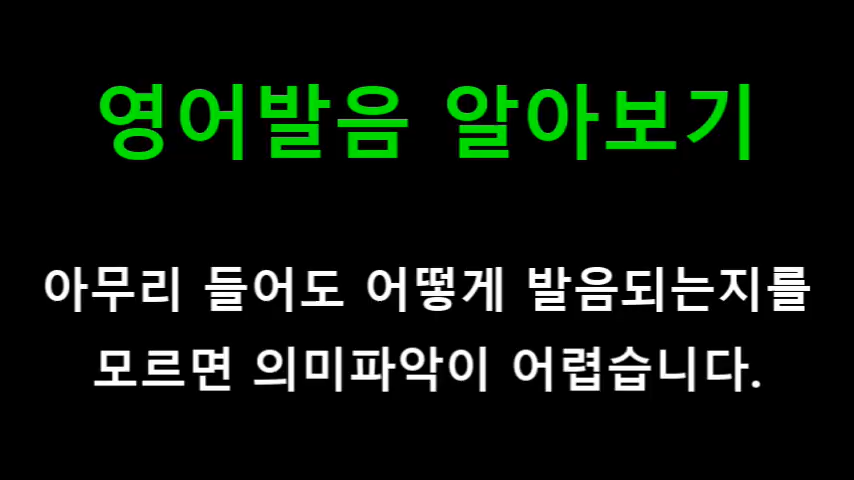 영어발음 알아보기
아무리 들어도 어떻게 발음되는지를
모르면 의미파악이 어렵습니다.